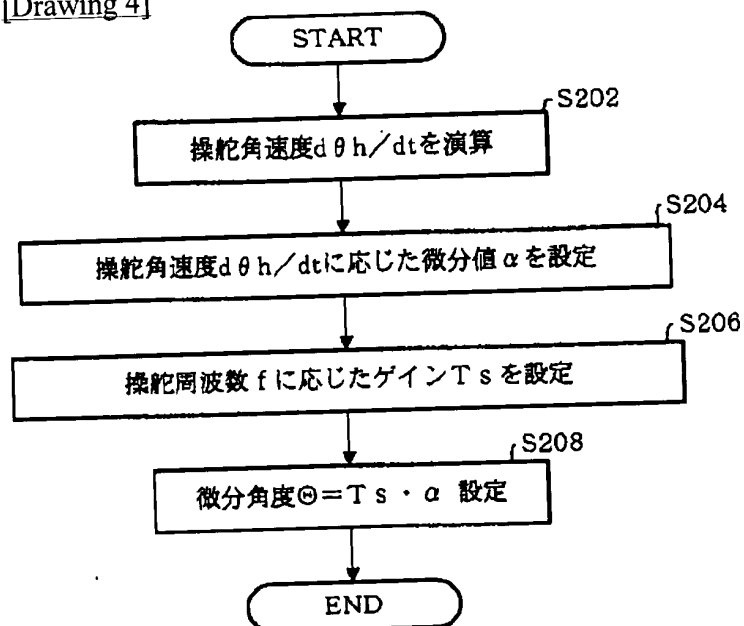 [Drawing 4]
START
S202
操舵角速度dθh／dtを演算
S204
操舵角速度dθh／dtに応じた微分値αを設定
S206
操舵周波数fに応じたゲインTsを設定
S208
微分角度Θ＝Ts・α 設定
END